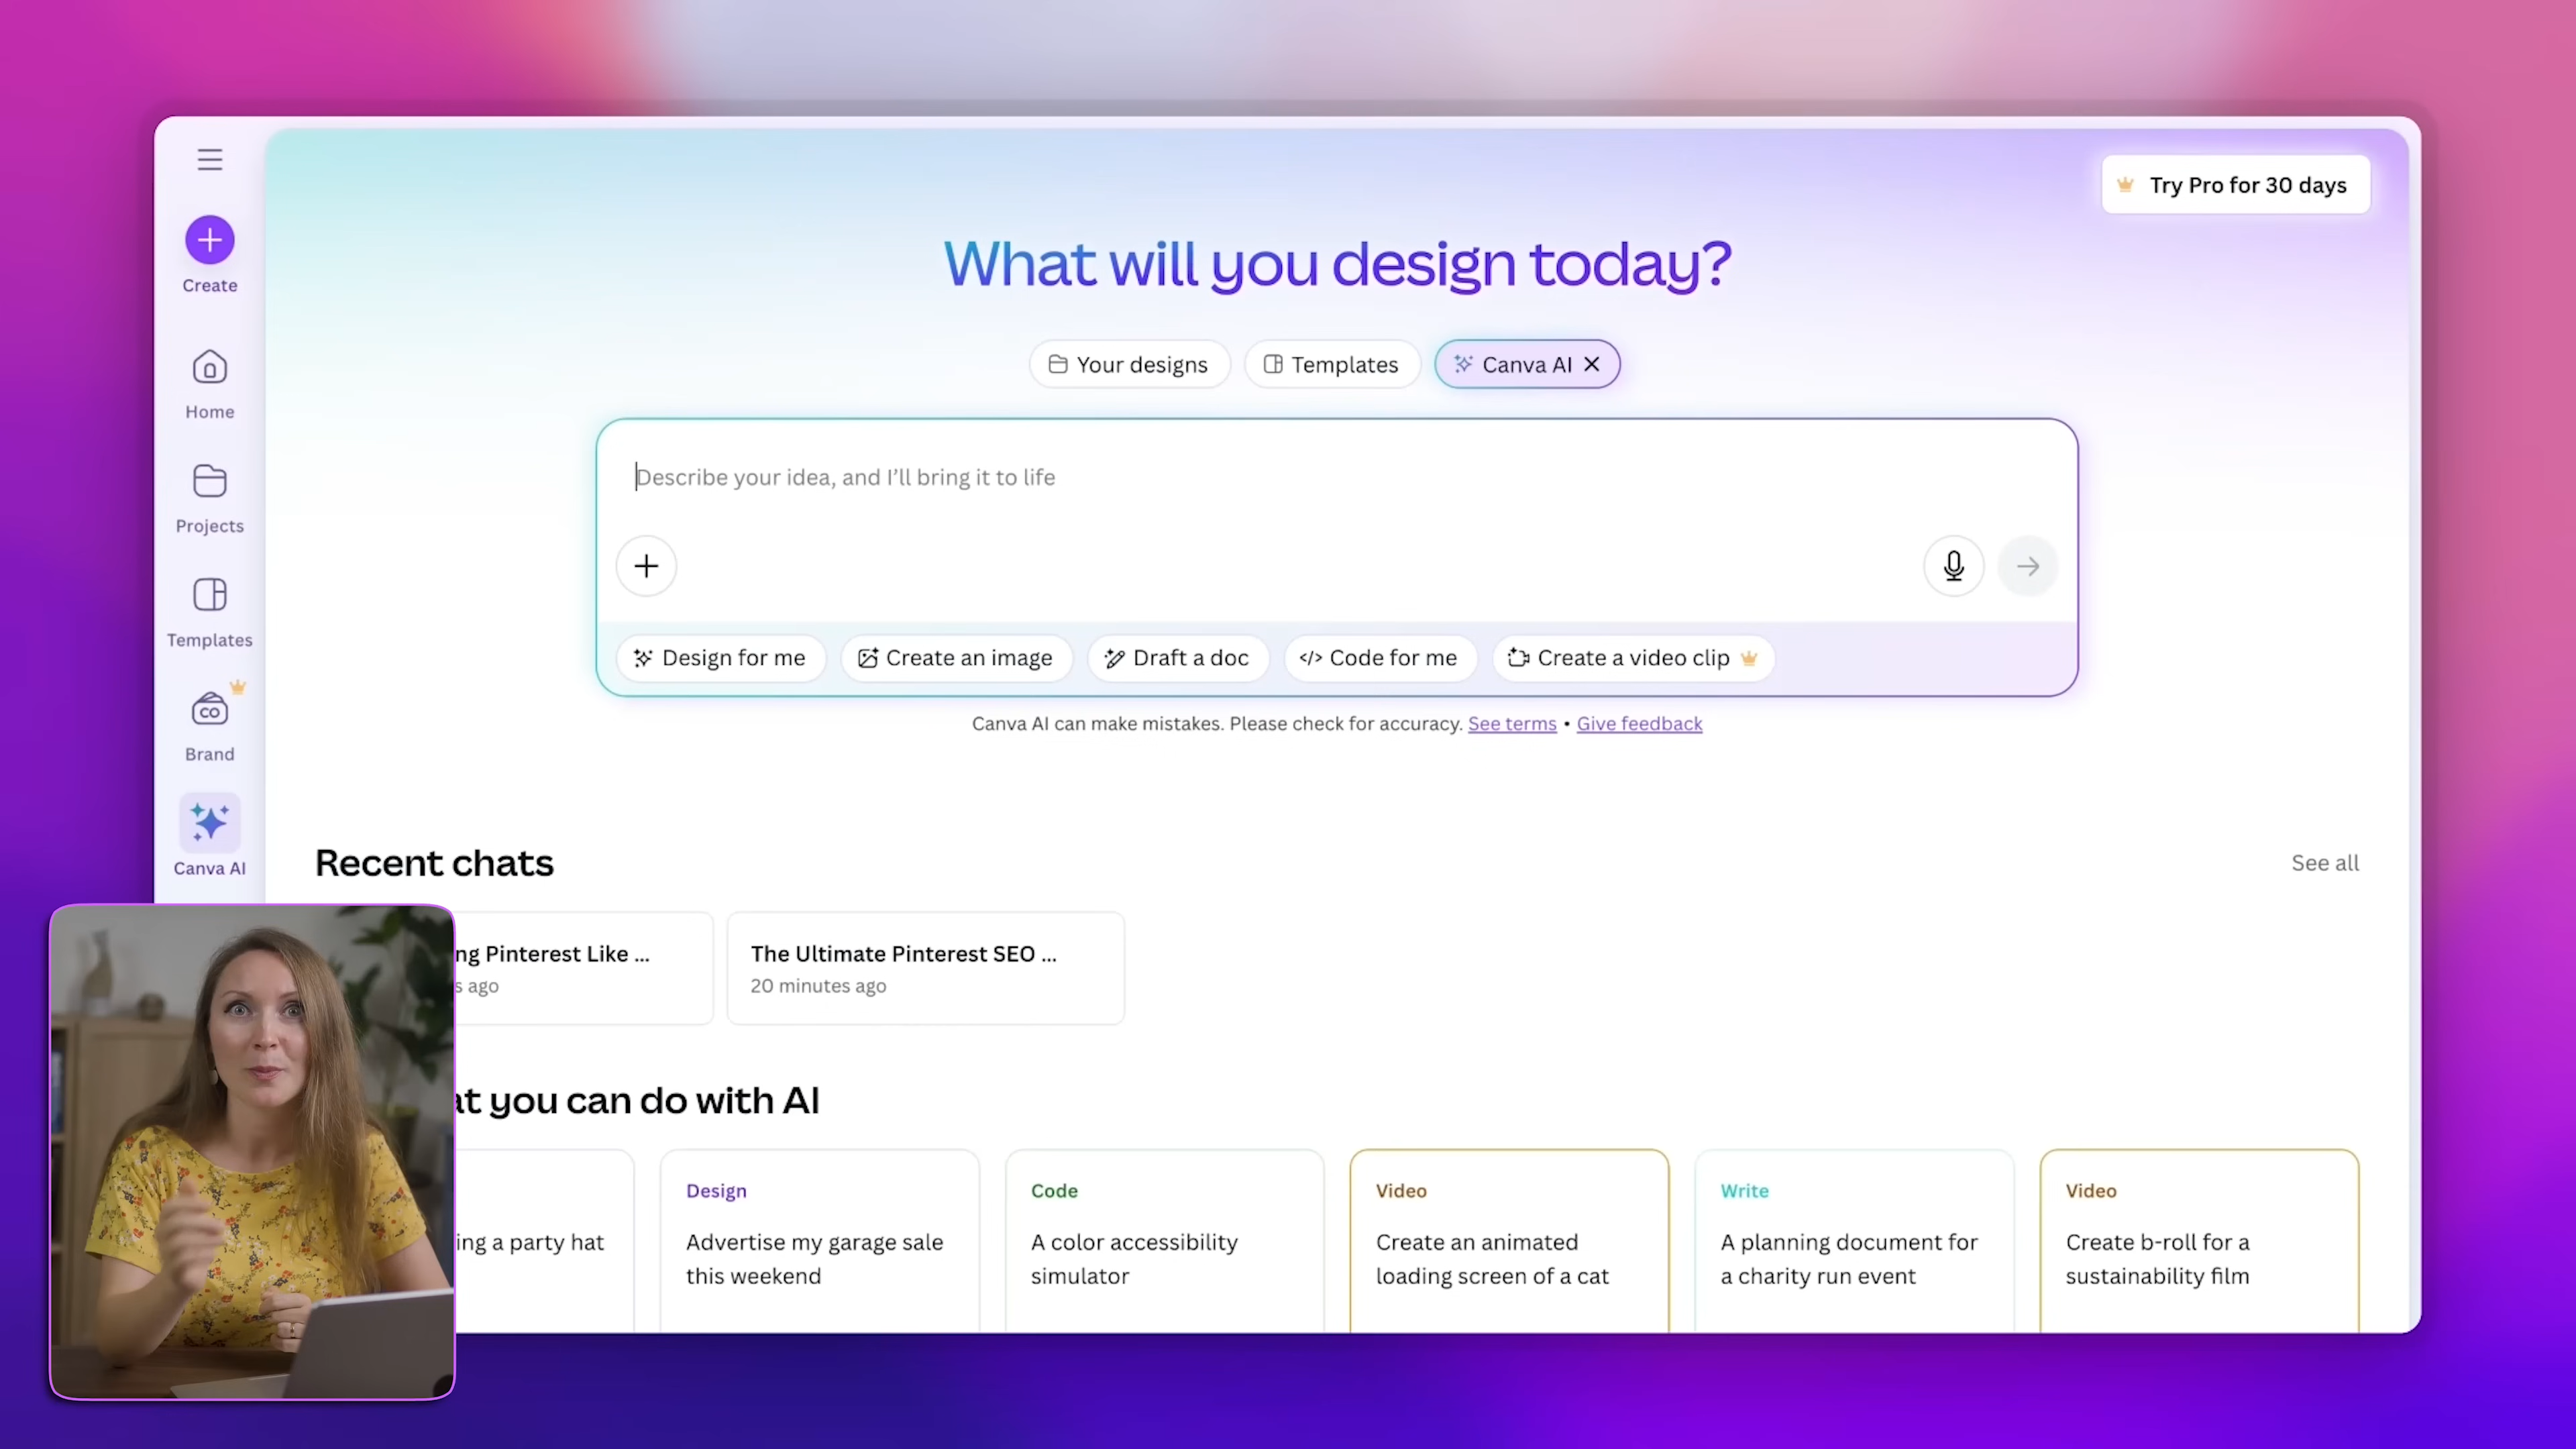 Try Pro for 30 days
Create
Home
Projects
Templates
Brand
CO
Canva AI
What will you design today?
Your designs
Templates
Canva AI
Describe your idea, and I'll bring it to life
Design for me
Create an image
Draft a doc
</> Code for me
Create a video clip
Canva AI can make mistakes. Please check for accuracy. See terms • Give feedback
Recent chats
See all
ng Pinterest Like ...
s ago
The Ultimate Pinterest SEO ...
20 minutes ago
at you can do with AI
ing a party hat
Design
Advertise my garage sale
this weekend
Code
A color accessibility
simulator
Video
Create an animated
loading screen of a cat
Write
A planning document for
a charity run event
Video
Create b-roll for a
sustainability film